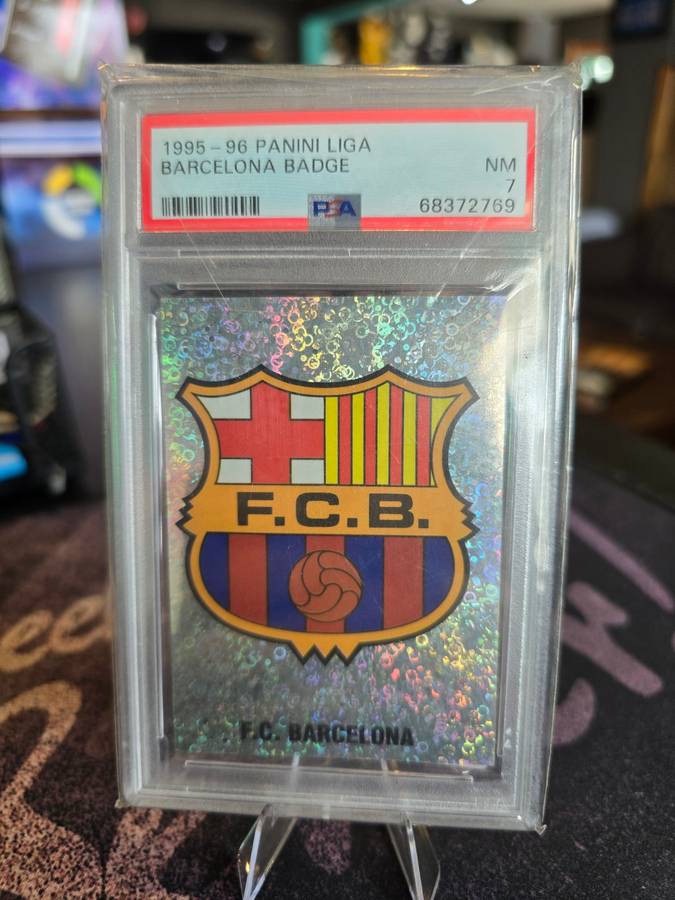 1995-96 PANINI LIGA
BARCELONA BADGE NM
7
PSA 68372769
F.C.B.
F.C. BARCELONA